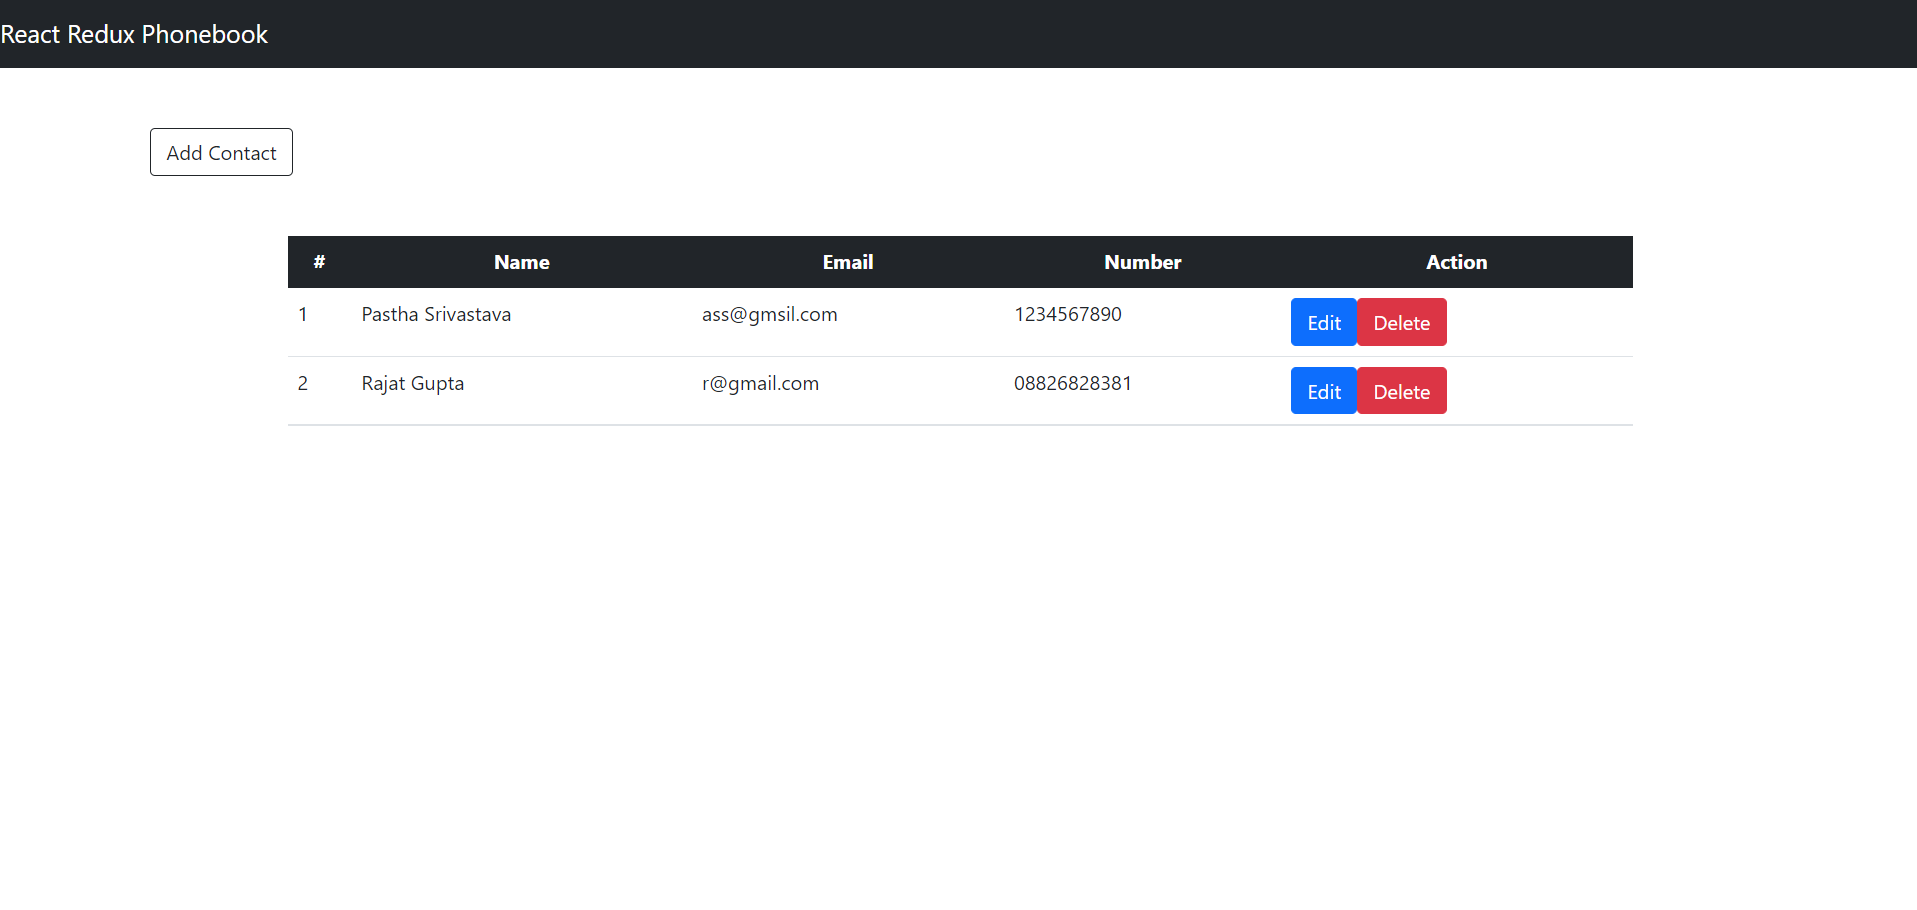 React Redux Phonebook
Add Contact
# Name Email Number Action
1 Pastha Srivastava ass@gmsil.com 1234567890 Edit Delete
2 Rajat Gupta r@gmail.com 08826828381 Edit Delete